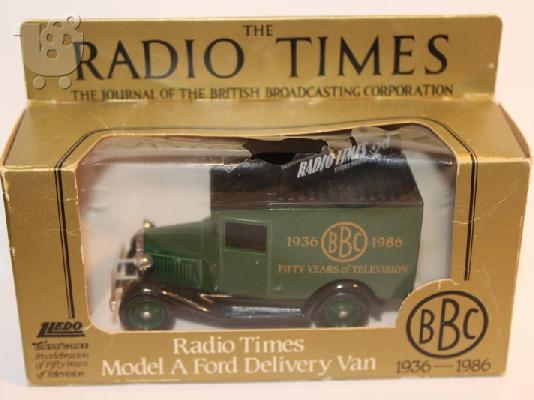 THE
RADIO TIMES
THE JOURNAL OF THE BRITISH BROADCASTING CORPORATION
RADIO TIMES
1936 BBC 1986
FIFTY YEARS of TELEVISION
LLEDO
In celebration
of Fifty Years
of Television
Radio Times
Model A Ford Delivery Van
BBC
1936—1986